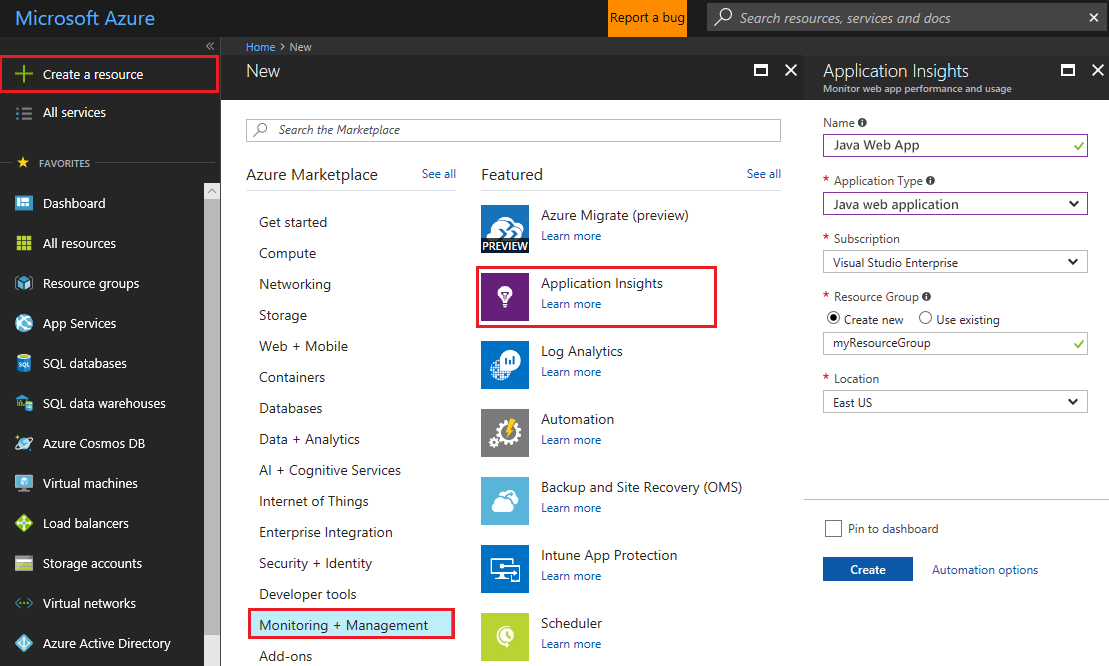 Microsoft Azure
Report a bug
Search resources, services and docs
Create a resource
All services
FAVORITES
Dashboard
All resources
Resource groups
App Services
SQL
SQL databases
SQL data warehouses
Azure Cosmos DB
Virtual machines
Load balancers
Storage accounts
Virtual networks
Azure Active Directory
Home > New
New
Search the Marketplace
Azure Marketplace See all
Get started
Compute
Networking
Storage
Web + Mobile
Containers
Databases
Data + Analytics
AI + Cognitive Services
Internet of Things
Enterprise Integration
Security + Identity
Developer tools
Monitoring + Management
Add-ons
Featured See all
PREVIEW
Azure Migrate (preview)
Learn more
Application Insights
Learn more
Log Analytics
Learn more
Automation
Learn more
Backup and Site Recovery (OMS)
Learn more
Intune App Protection
Learn more
Scheduler
Learn more
Application Insights
Monitor web app performance and usage
Name
Java Web App
* Application Type
Java web application
* Subscription
Visual Studio Enterprise
* Resource Group
Create new Use existing
myResourceGroup
* Location
East US
Pin to dashboard
Create Automation options